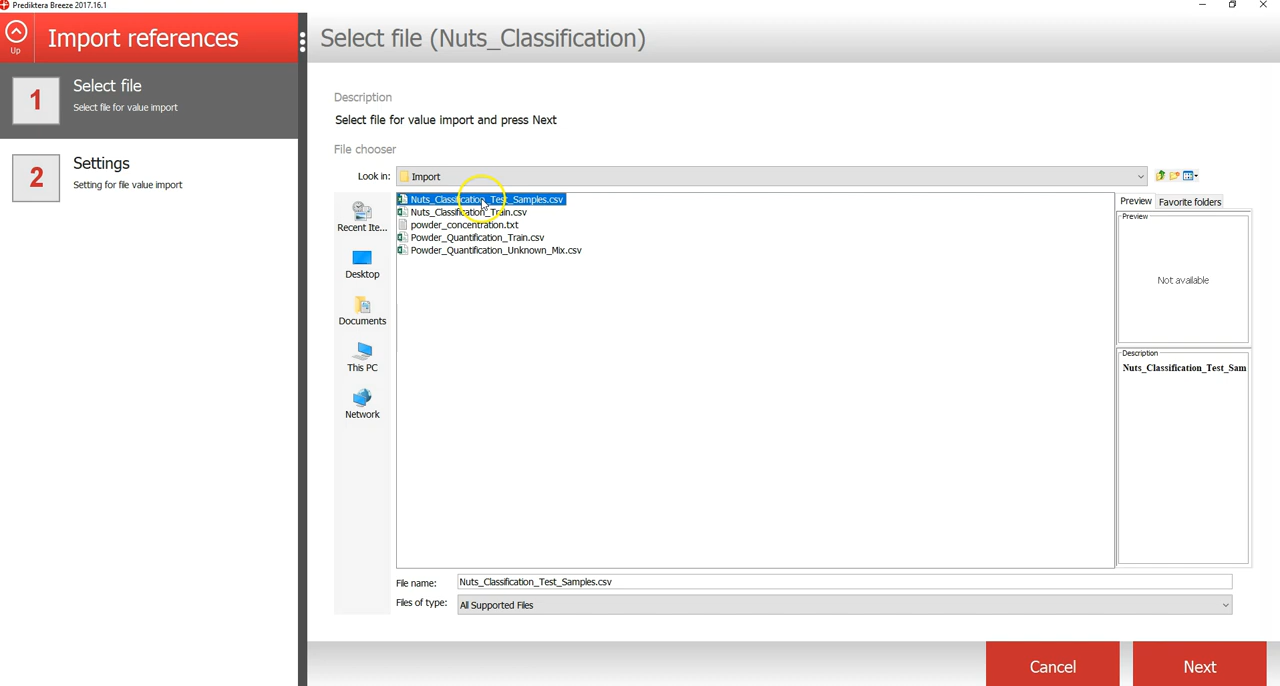 Prediktera Breeze 2017.16.1
Up
Import references
Select file (Nuts_Classification)
1
Select file
Select file for value import
2
Settings
Setting for file value import
Description
Select file for value import and press Next
File chooser
Look in:
Import
Recent Ite...
Desktop
Documents
This PC
Network
Nuts_Classification_Test_Samples.csv
Nuts_Classification_Train.csv
powder_concentration.txt
Powder_Quantification_Train.csv
Powder_Quantification_Unknown_Mix.csv
Preview
Favorite folders
Preview
Not available
Description
Nuts_Classification_Test_Sam
File name:
Nuts_Classification_Test_Samples.csv
Files of type:
All Supported Files
Cancel
Next